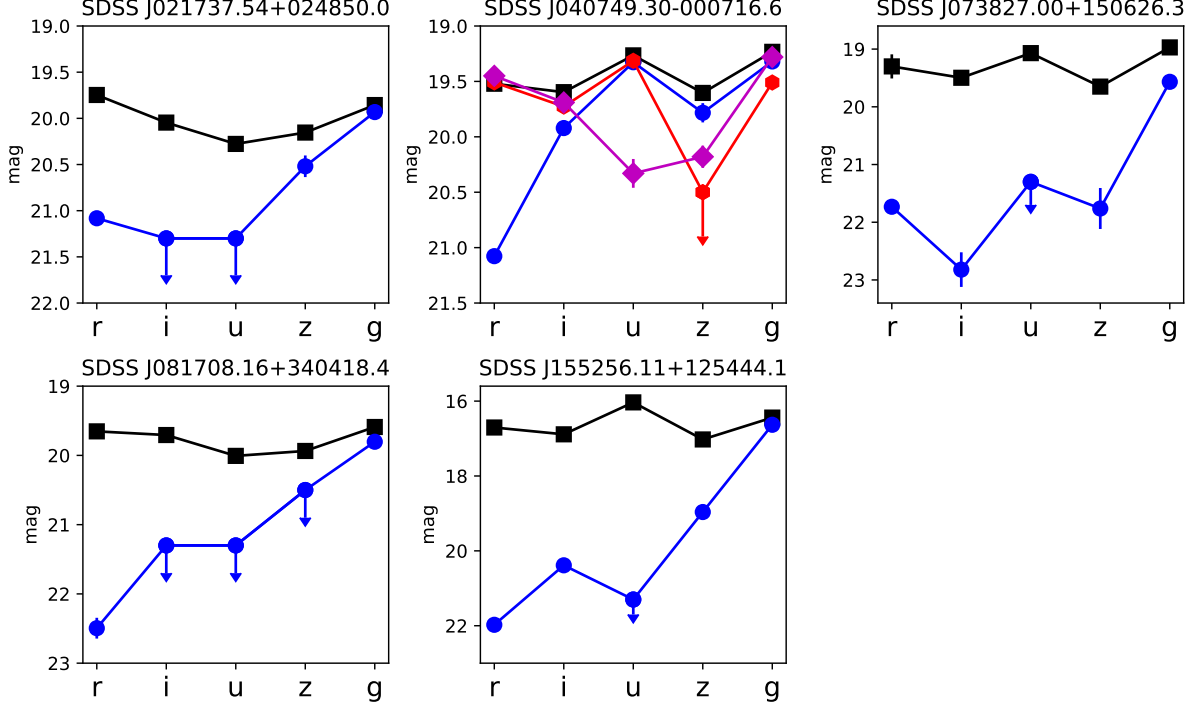 SDSS J021737.54+024850.0
19.0
19.5
20.0
20.5
21.0
21.5
22.0
mag
r i u z g
SDSS J040749.30-000716.6
19.0
19.5
20.0
20.5
21.0
21.5
mag
r i u z g
SDSS J073827.00+150626.3
19
20
21
22
23
mag
r i u z g
SDSS J081708.16+340418.4
19
20
21
22
23
mag
r i u z g
SDSS J155256.11+125444.1
16
18
20
22
mag
r i u z g